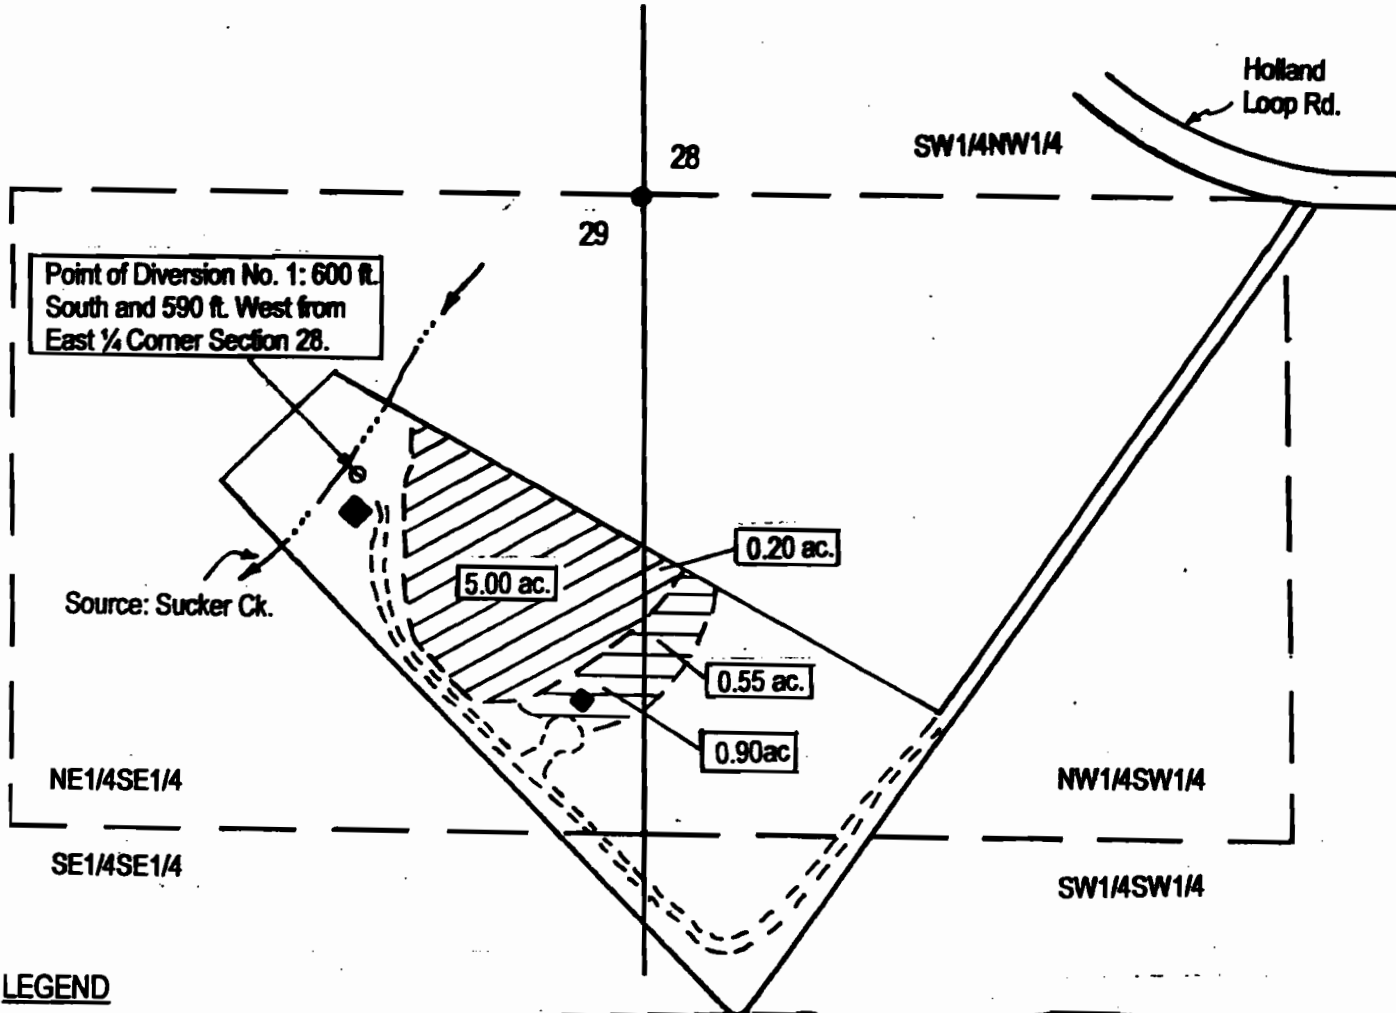 Holland
Loop Rd.
SW1/4NW1/4
28
29
Point of Diversion No. 1: 600 ft.
South and 590 ft. West from
East ¼ Corner Section 28.
0.20 ac.
5.00 ac.
Source: Sucker Ck.
0.55 ac.
0.90ac
NE1/4SE1/4
NW1/4SW1/4
SE1/4SE1/4
SW1/4SW1/4
LEGEND